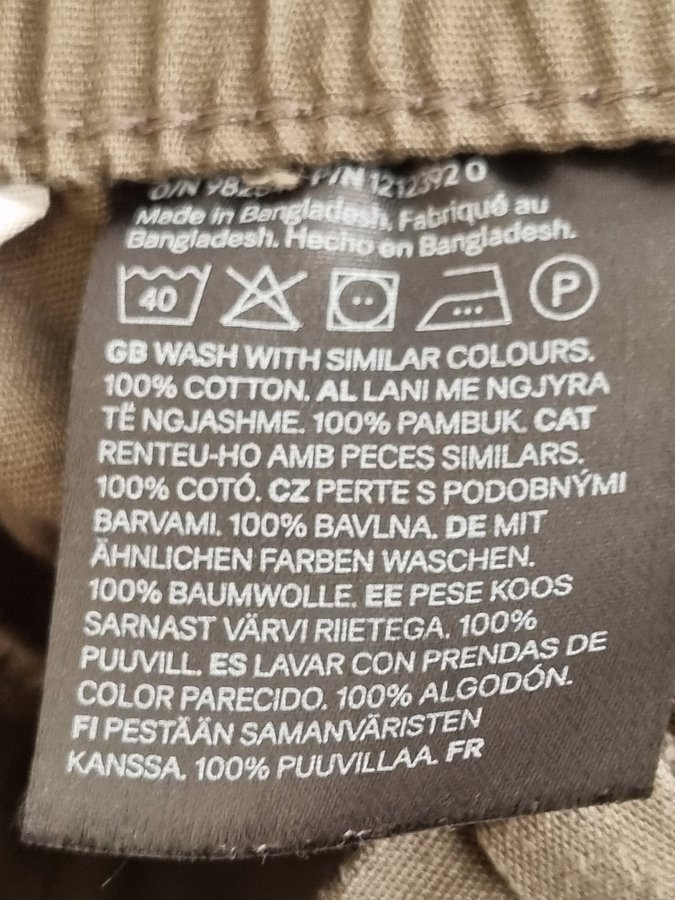 P/N 1212392 0
Made in Bangladesh, Fabriqué au
Bangladesh. Hecho en Bangladesh.
40 P
GB WASH WITH SIMILAR COLOURS.
100% COTTON. AL LANI ME NGJYRA
TË NGJASHME. 100% PAMBUK. CAT
RENTEU-HO AMB PECES SIMILARS.
100% COTÓ. CZ PERTE S PODOBNÝMI
BARVAMI. 100% BAVLNA. DE MIT
ÄHNLICHEN FARBEN WASCHEN.
100% BAUMWOLLE. EE PESE KOOS
SARNAST VÄRVI RIIETEGA. 100%
PUUVILL. ES LAVAR CON PRENDAS DE
COLOR PARECIDO. 100% ALGODÓN.
FI PESTÄÄN SAMANVÄRISTEN
KANSSA. 100% PUUVILLAA. FR